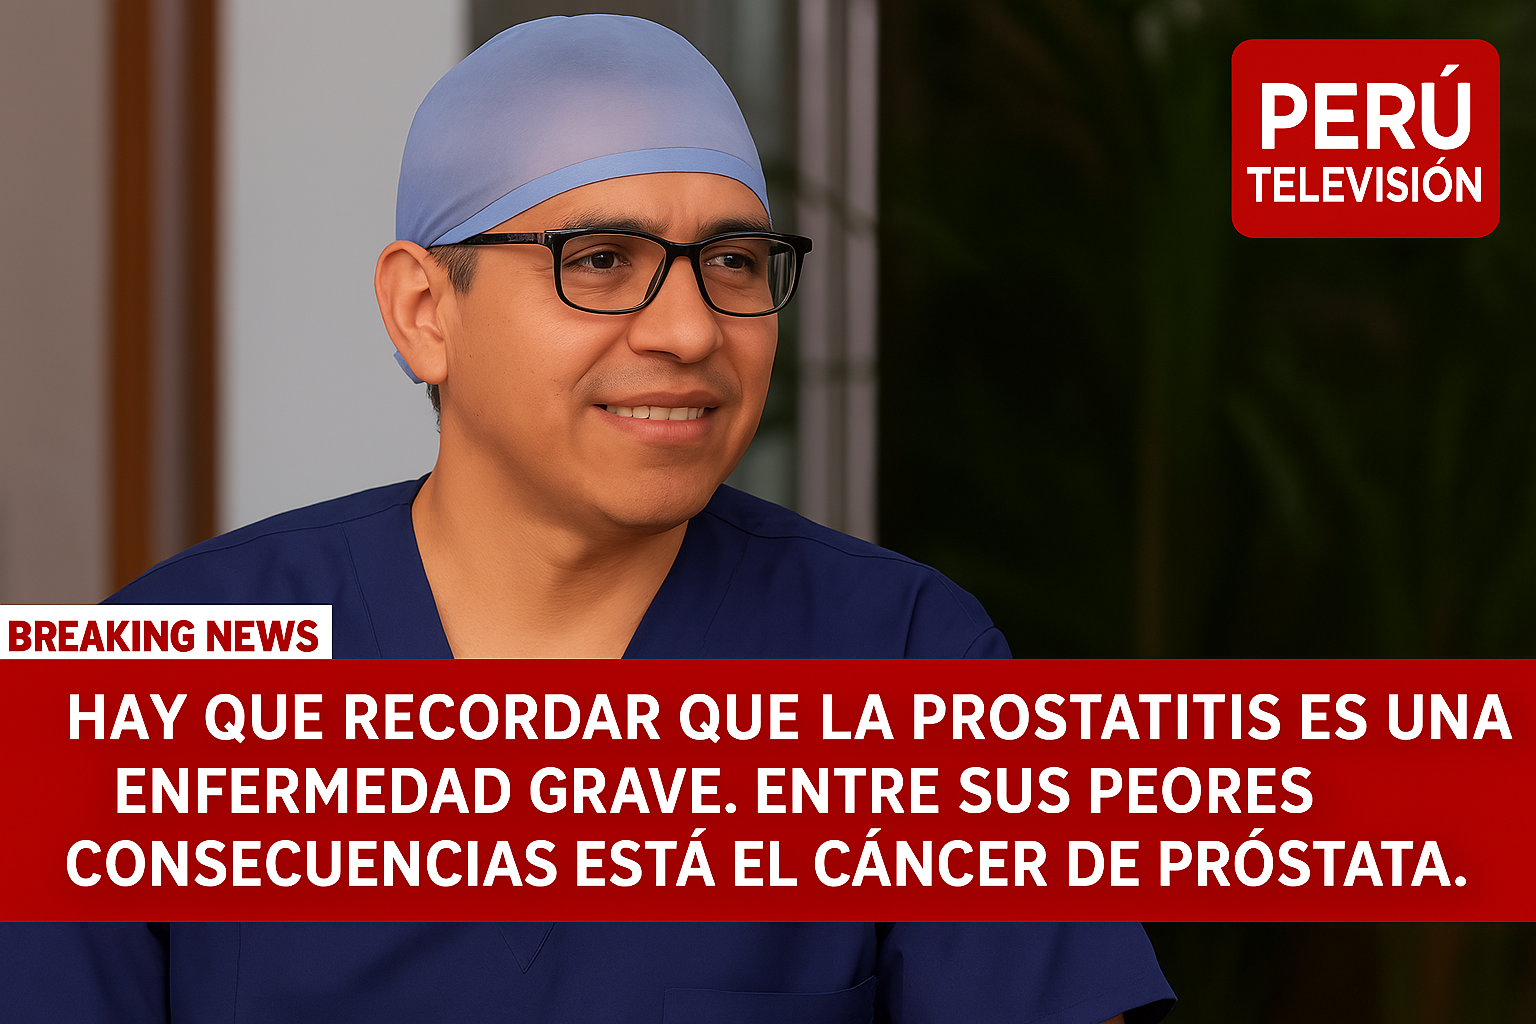 PERÚ
TELEVISIÓN
BREAKING NEWS
HAY QUE RECORDAR QUE LA PROSTATITIS ES UNA
ENFERMEDAD GRAVE. ENTRE SUS PEORES
CONSECUENCIAS ESTÁ EL CÁNCER DE PRÓSTATA.